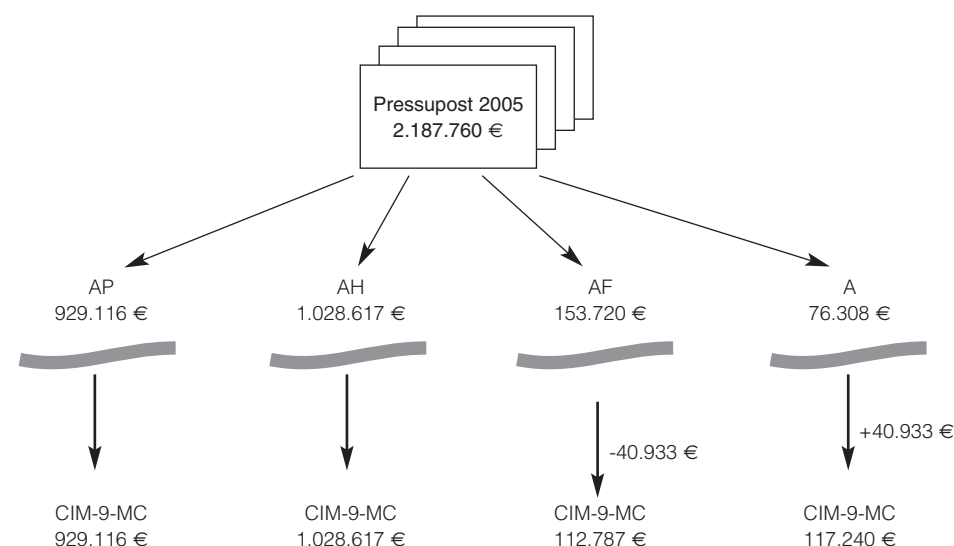 Pressupost 2005
2.187.760 €
AP
929.116 €
AH
1.028.617 €
AF
153.720 €
A
76.308 €
-40.933 €
+40.933 €
CIM-9-MC
929.116 €
CIM-9-MC
1.028.617 €
CIM-9-MC
112.787 €
CIM-9-MC
117.240 €